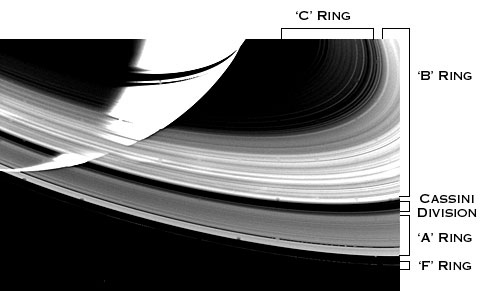 ‘C’ Ring
‘B’ Ring
Cassini
Division
‘A’ Ring
‘F’ Ring